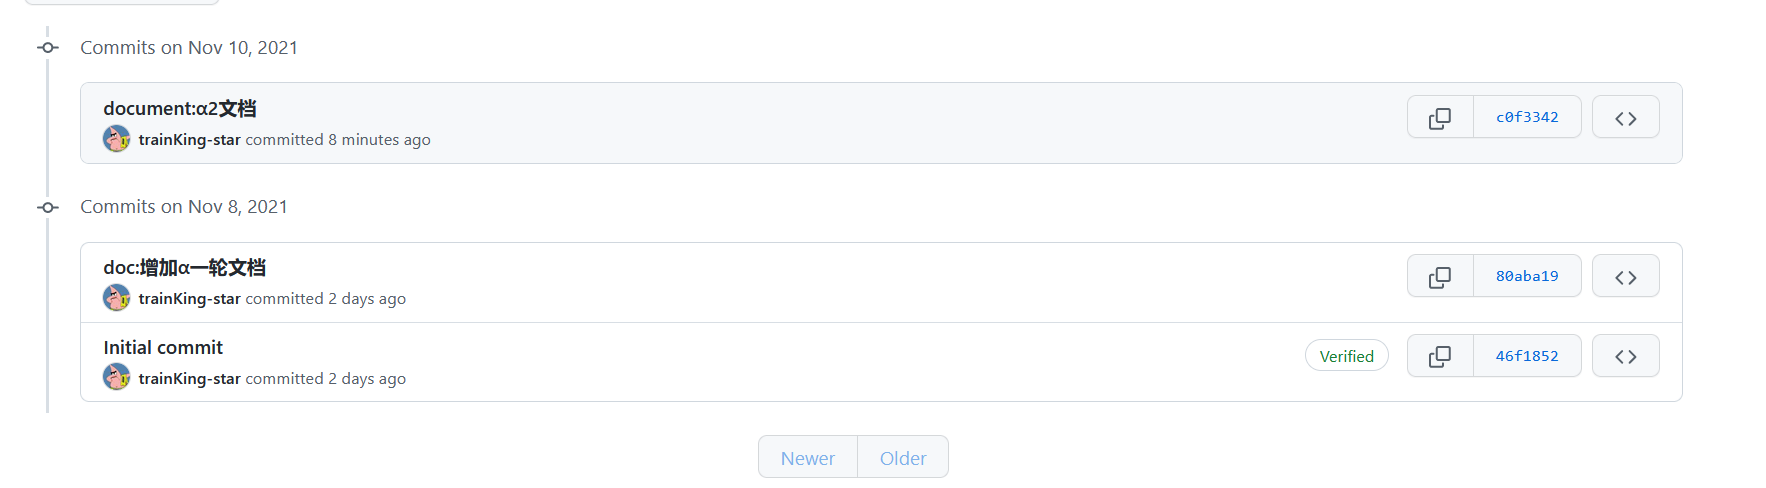 Commits on Nov 10, 2021
document:α2文档
trainKing-star committed 8 minutes ago
c0f3342
Commits on Nov 8, 2021
doc:增加α一轮文档
trainKing-star committed 2 days ago
80aba19
Initial commit
trainKing-star committed 2 days ago
Verified
46f1852
Newer
Older